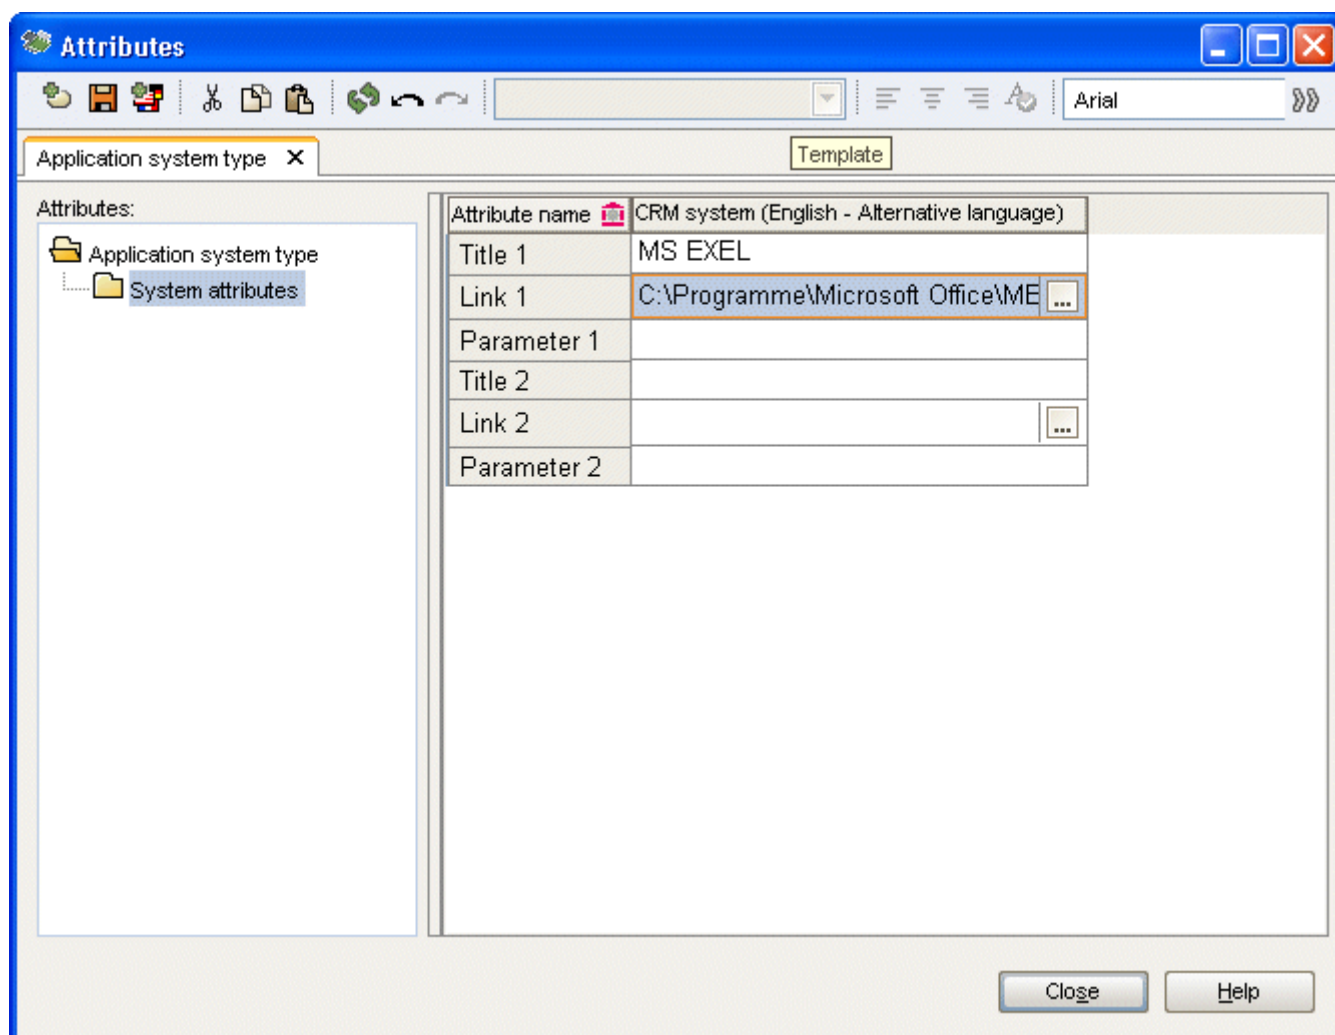 Attributes
Arial
Application system type
Template
Attributes:
Application system type
System attributes
Attribute name CRM system (English - Alternative language)
Title 1 MS EXEL
Link 1 C:\Programme\Microsoft Office\ME ...
Parameter 1
Title 2
Link 2 ...
Parameter 2
Close Help